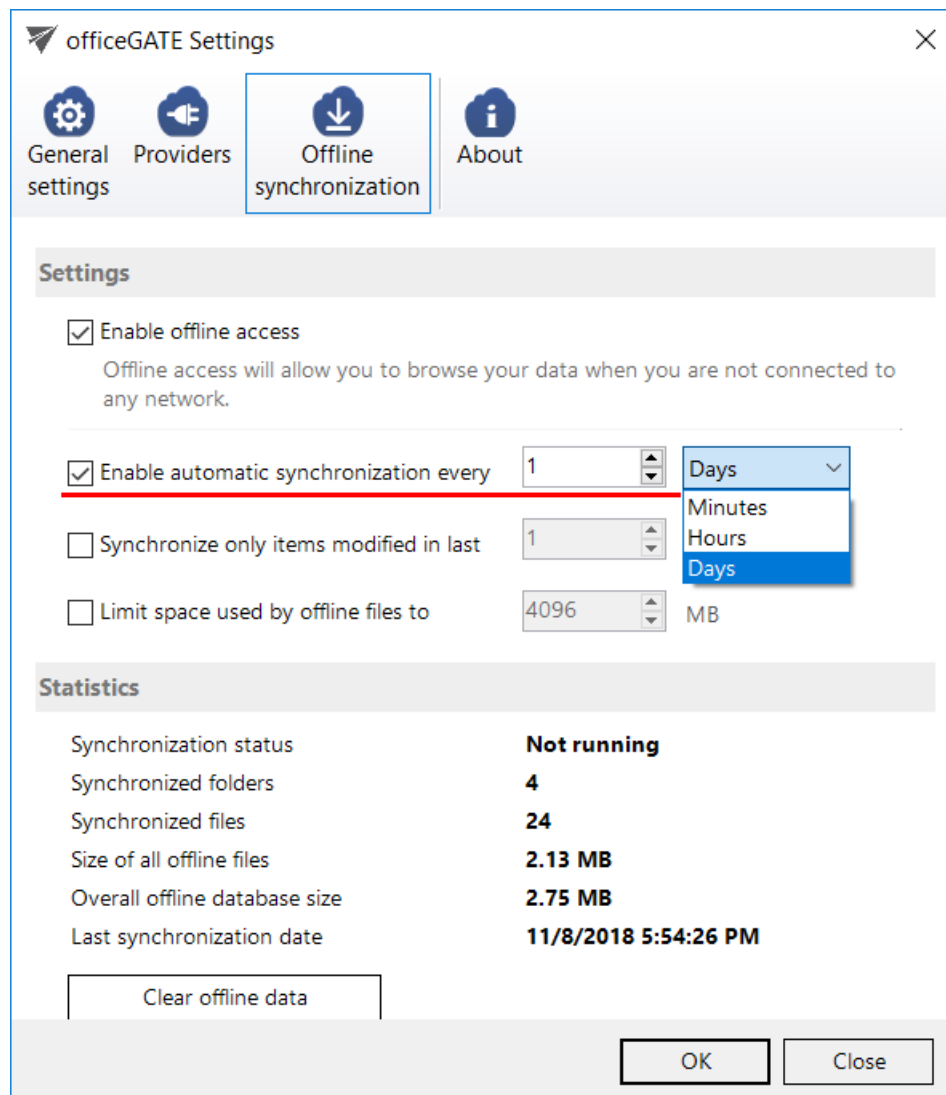 officeGATE Settings
General
settings
Providers
Offline
synchronization
About
Settings
Enable offline access
Offline access will allow you to browse your data when you are not connected to
any network.
Enable automatic synchronization every 1 Days
Minutes
Hours
Days
Synchronize only items modified in last 1
Limit space used by offline files to 4096 MB
Statistics
Synchronization status Not running
Synchronized folders 4
Synchronized files 24
Size of all offline files 2.13 MB
Overall offline database size 2.75 MB
Last synchronization date 11/8/2018 5:54:26 PM
Clear offline data
OK Close